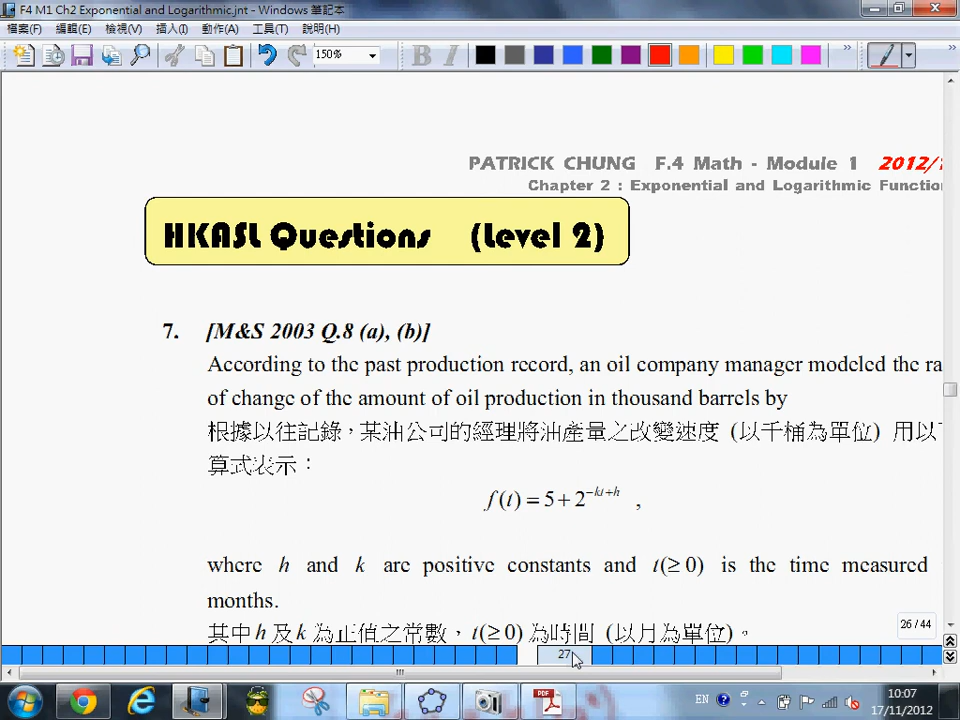 F4 M1 Ch2 Exponential and Logarithmic.jnt - Windows 筆記本
檔案(F) 編輯(E) 檢視(V) 插入(I) 動作(A) 工具(T) 說明(H)
150%
PATRICK CHUNG F.4 Math - Module 1 2012/1
Chapter 2 : Exponential and Logarithmic Function
HKASL Questions (Level 2)
7. [M&S 2003 Q.8 (a), (b)]
According to the past production record, an oil company manager modeled the ra
of change of the amount of oil production in thousand barrels by
根據以往記錄，某油公司的經理將油產量之改變速度 (以千桶為單位) 用以下
算式表示：
f(t) = 5 + 2^{-kt+h} ,
where h and k are positive constants and t(≥ 0) is the time measured
months.
其中 h 及 k 為正值之常數，t(≥ 0) 為時間 (以月為單位)。
26 / 44
27
EN
10:07
17/11/2012